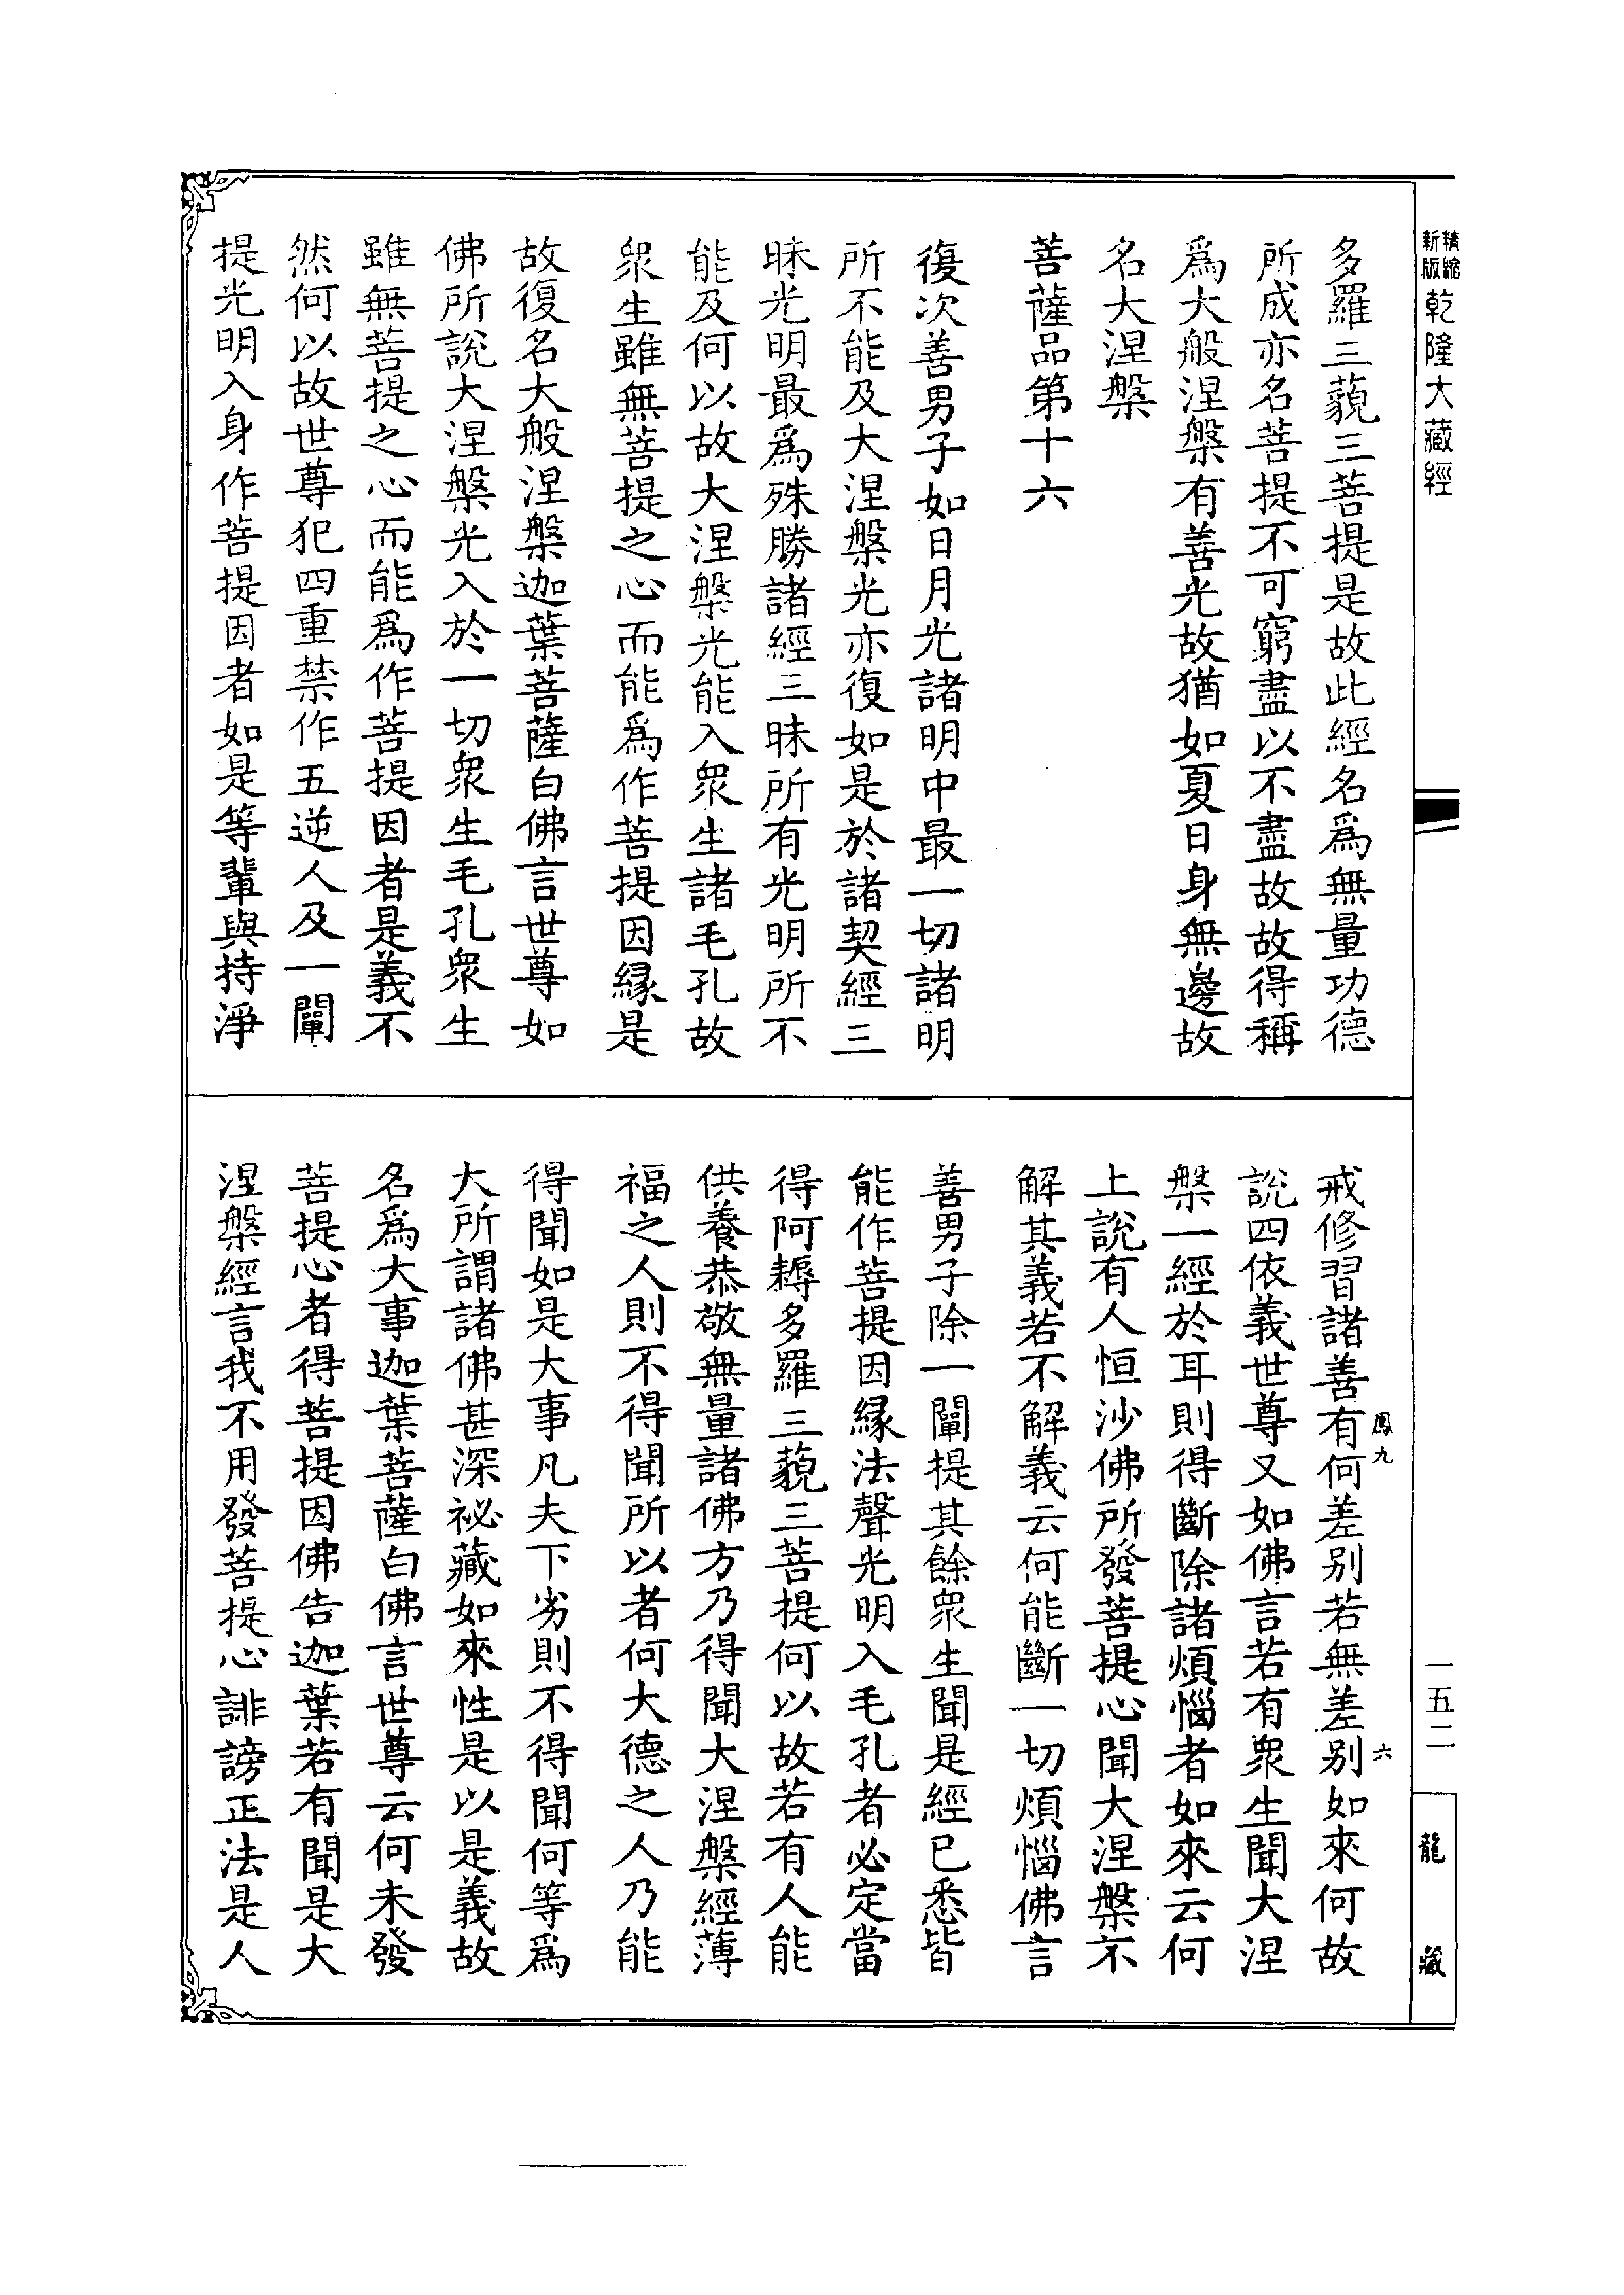 新版精縮
乾隆大藏經
一五二
龍藏
多羅三藐三菩提是故此經名為無量功德
所成亦名菩提不可窮盡以不盡故故得稱
為大般涅槃有善光故猶如夏日身無邊故
名大涅槃
菩薩品第十六
復次善男子如日月光諸明中最一切諸明
所不能及大涅槃光亦復如是於諸契經三
昧光明最為殊勝諸經三昧所有光明所不
能及何以故大涅槃光能入衆生諸毛孔故
衆生雖無菩提之心而能為作菩提因緣是
故復名大般涅槃迦葉菩薩白佛言世尊如
佛所說大涅槃光入於一切衆生毛孔衆生
雖無菩提之心而能為作菩提因者是義不
然何以故世尊犯四重禁作五逆人及一闡
提光明入身作菩提因者如是等輩與持淨
戒修習諸善有何差别若無差别如來何故
鳳九
六
說四依義世尊又如佛言若有衆生聞大涅
槃一經於耳則得斷除諸煩惱者如來云何
上說有人恒沙佛所發菩提心聞大涅槃不
解其義若不解義云何能斷一切煩惱佛言
善男子除一闡提其餘衆生聞是經已悉皆
能作菩提因緣法聲光明入毛孔者必定當
得阿耨多羅三藐三菩提何以故若有人能
供養恭敬無量諸佛方乃得聞大涅槃經薄
福之人則不得聞所以者何大德之人乃能
得聞如是大事凡夫下劣則不得聞何等為
大所謂諸佛甚深祕藏如來性是以是義故
名為大事迦葉菩薩白佛言世尊云何未發
菩提心者得菩提因佛告迦葉若有聞是大
涅槃經言我不用發菩提心誹謗正法是人